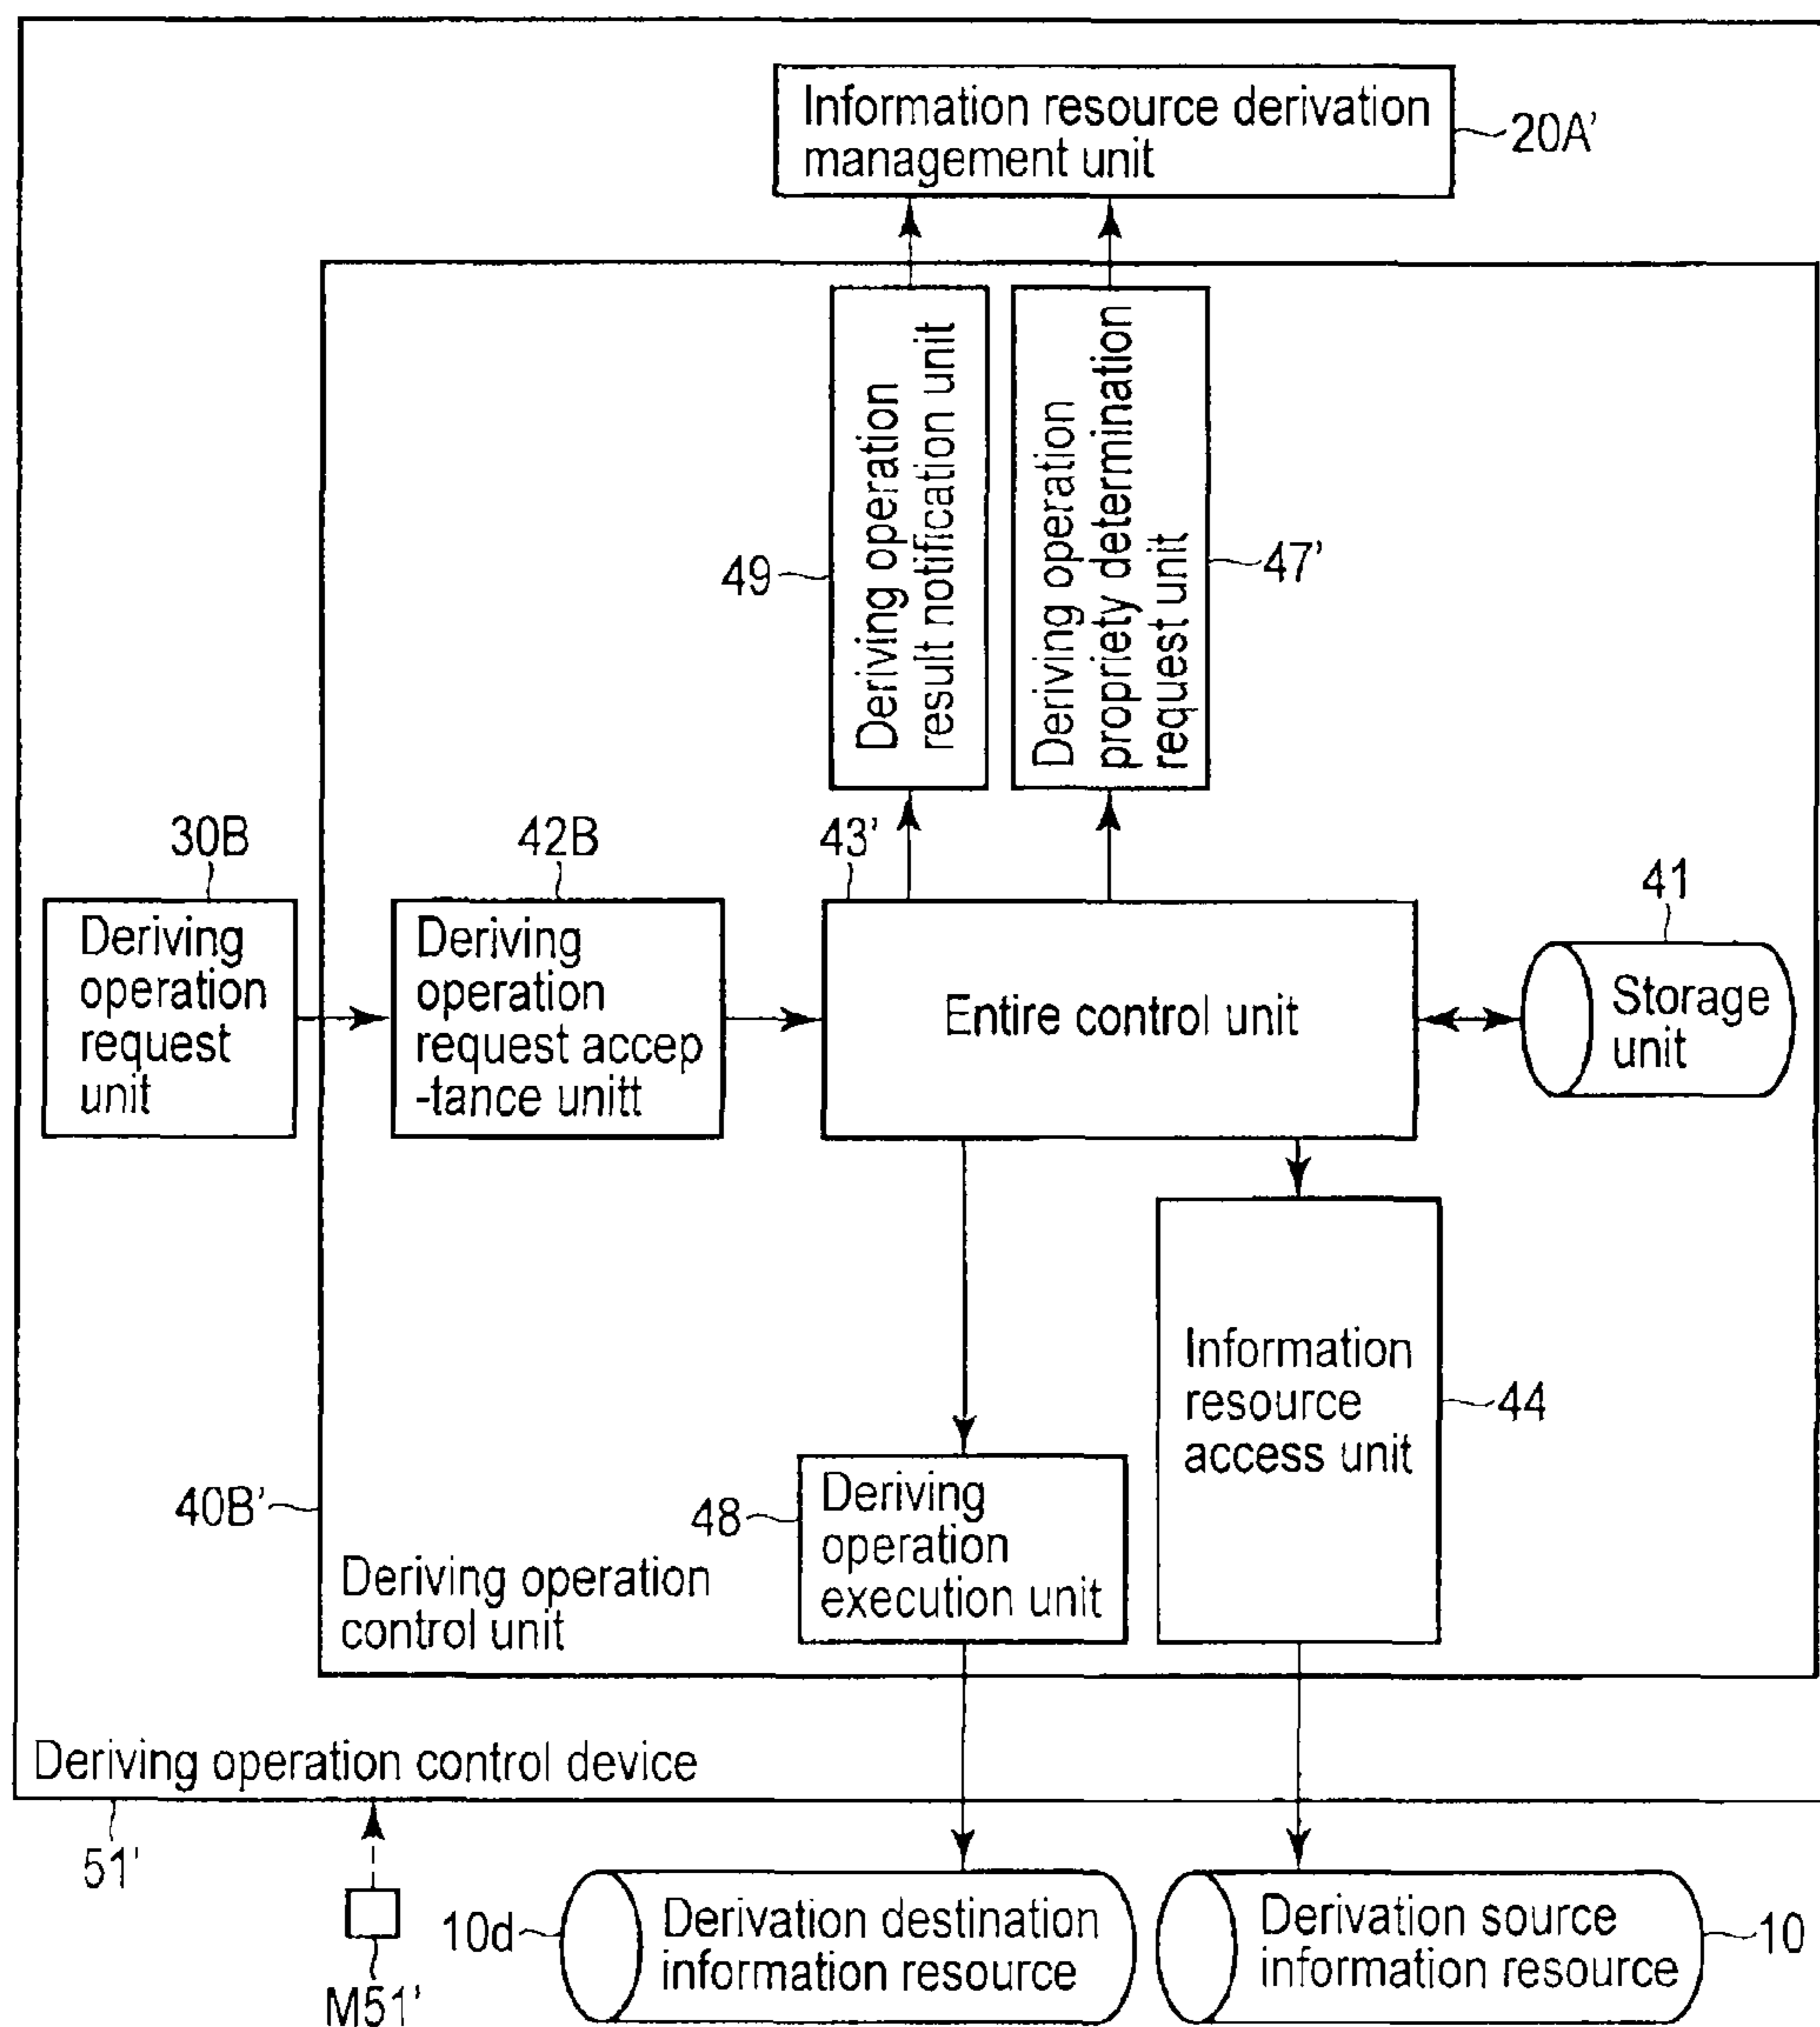 Information resource derivation
management unit
20A'
Deriving operation
result notification unit
49
Deriving operation
propriety determination
request unit
47'
30B
Deriving
operation
request
unit
42B
Deriving
operation
request accep
-tance unitt
43'
Entire control unit
41
Storage
unit
Information
resource
access unit
44
40B'
48
Deriving
operation
execution unit
Deriving operation
control unit
Deriving operation control device
51'
M51'
10d
Derivation destination
information resource
Derivation source
information resource
10